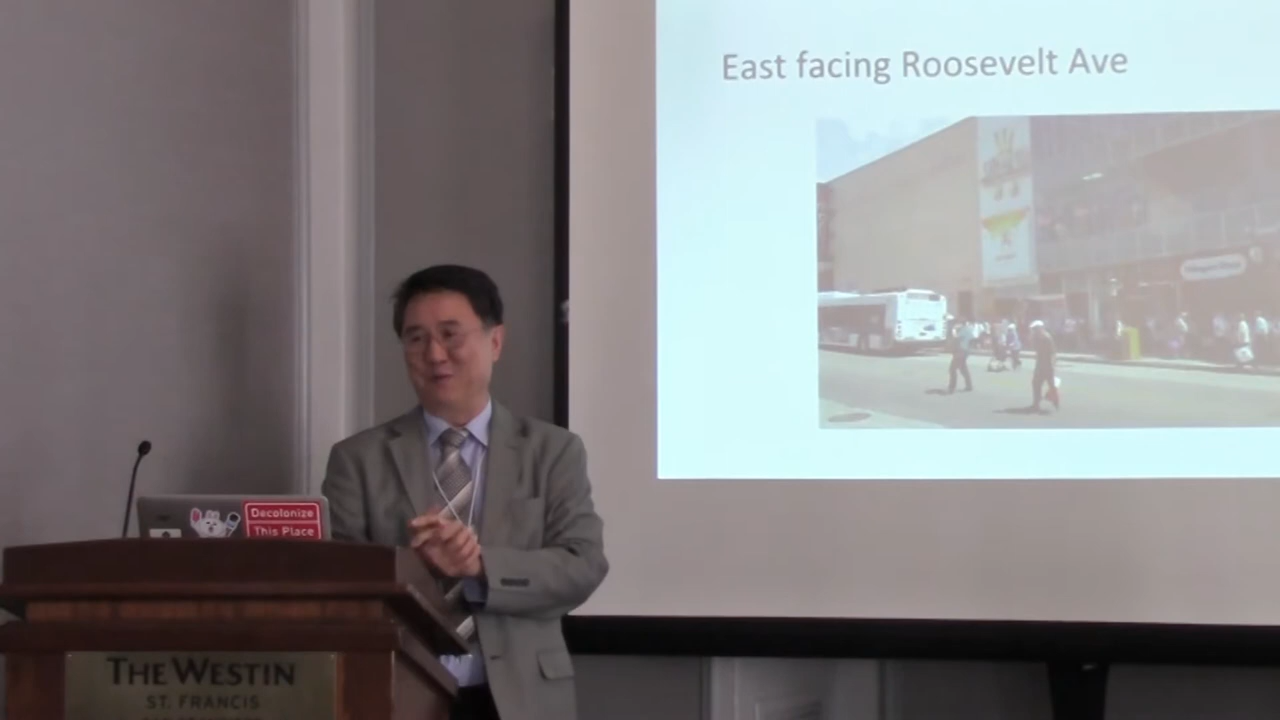 East facing Roosevelt Ave
Decolonize
This Place
THE WESTIN
ST. FRANCIS